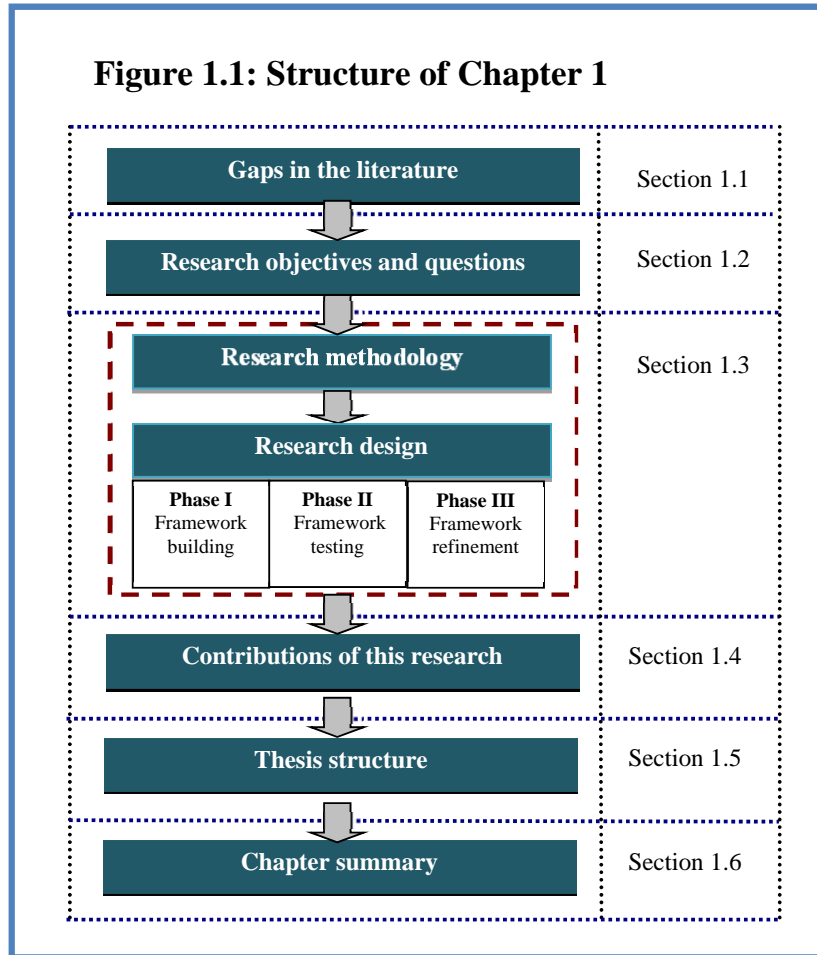 Figure 1.1: Structure of Chapter 1
Gaps in the literature
Section 1.1
Research objectives and questions
Section 1.2
Research methodology
Section 1.3
Research design
Phase I
Framework
building
Phase II
Framework
testing
Phase III
Framework
refinement
Contributions of this research
Section 1.4
Thesis structure
Section 1.5
Chapter summary
Section 1.6